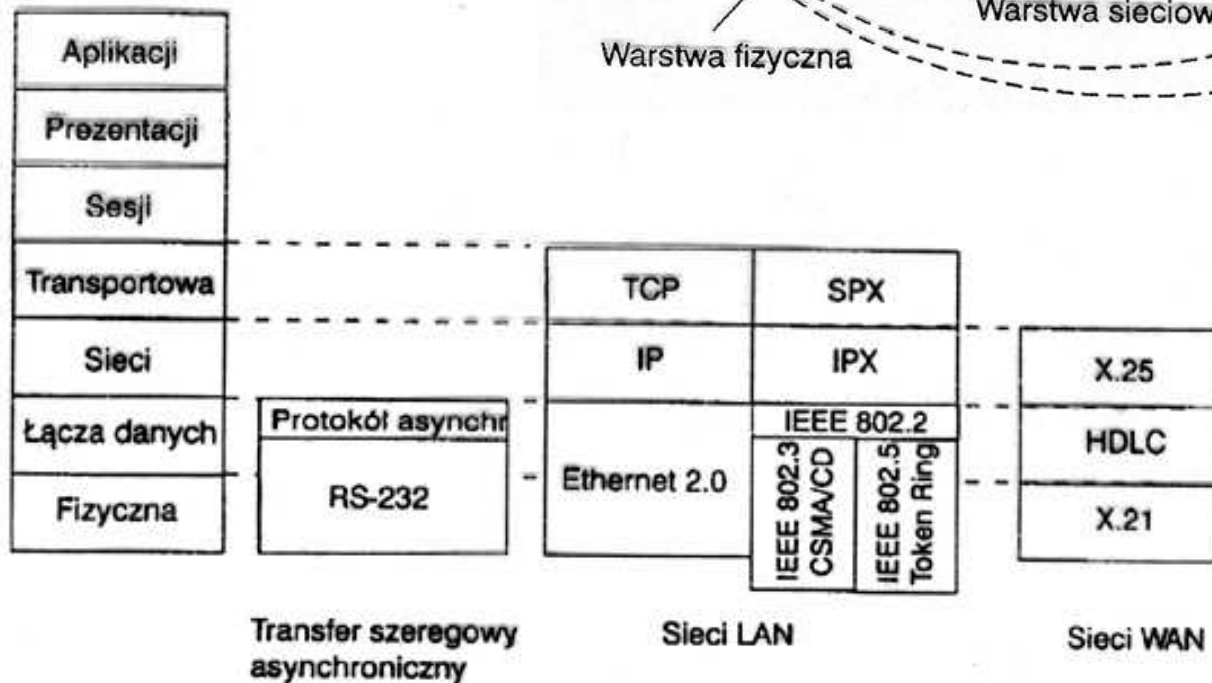 Warstwa sieciow
Warstwa fizyczna
Aplikacji
Prezentacji
Sesji
Transportowa
Sieci
Łącza danych
Fizyczna
Protokół asynchr
RS-232
Transfer szeregowy
asynchroniczny
TCP
SPX
IP
IPX
Ethernet 2.0
IEEE 802.2
IEEE 802.3
CSMA/CD
IEEE 802.5
Token Ring
Sieci LAN
X.25
HDLC
X.21
Sieci WAN